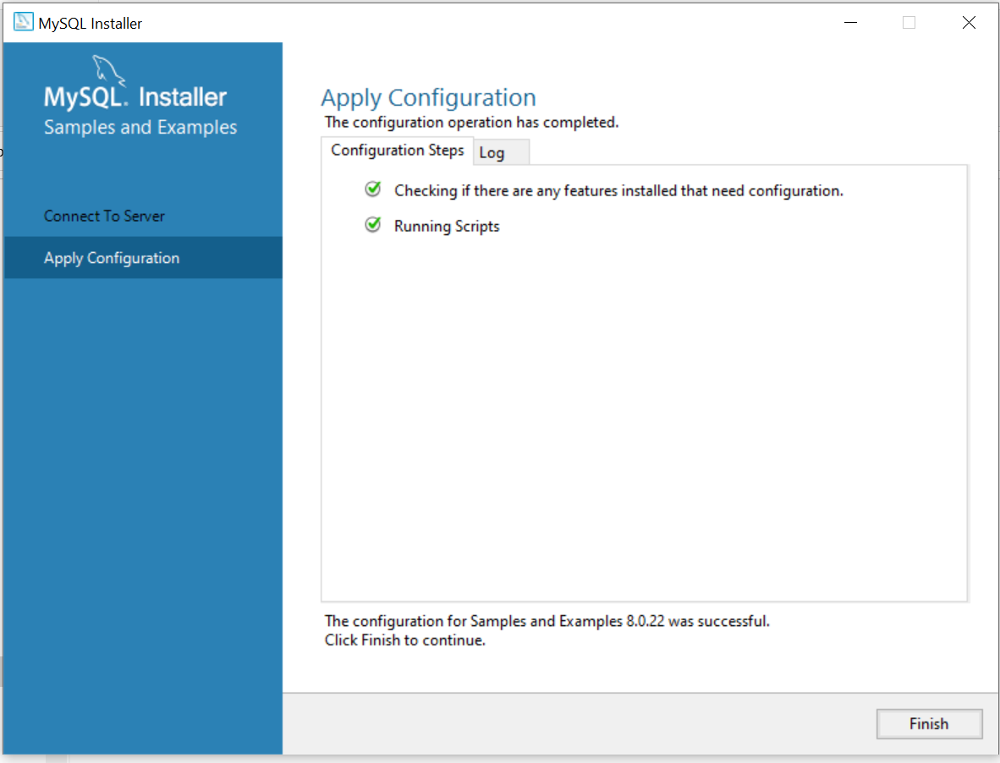 MySQL Installer
MySQL. Installer
Samples and Examples
Connect To Server
Apply Configuration
Apply Configuration
The configuration operation has completed.
Configuration Steps
Log
Checking if there are any features installed that need configuration.
Running Scripts
The configuration for Samples and Examples 8.0.22 was successful.
Click Finish to continue.
Finish